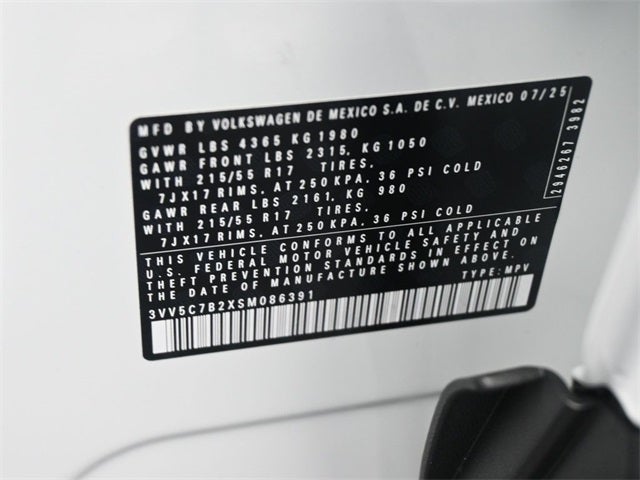 MFD BY VOLKSWAGEN DE MEXICO S.A. DE C.V. MEXICO 07/25
GVWR LBS 4365 KG 1980
GAWR FRONT LBS 2315, KG 1050
WITH 215/55 R17 TIRES.
7JX17 RIMS. AT 250 KPA. 36 PSI COLD
GAWR REAR LBS 2161, KG 980
WITH 215/55 R17 TIRES.
7JX17 RIMS. AT 250 KPA. 36 PSI COLD
THIS VEHICLE CONFORMS TO ALL APPLICABLE
U.S. FEDERAL MOTOR VEHICLE SAFETY AND
THEFT PREVENTION STANDARDS IN EFFECT ON
THE DATE OF MANUFACTURE SHOWN ABOVE.
TYPE: MPV
3VV5C7B2XSM086391
2946267 3982